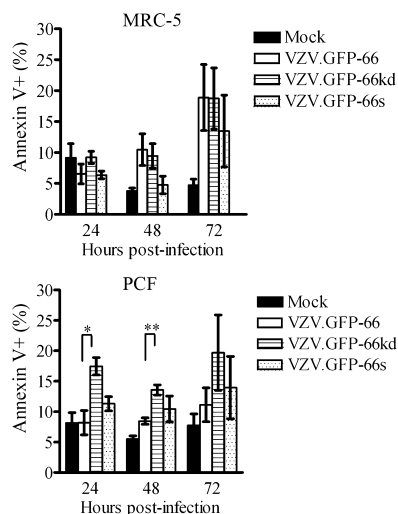 MRC-5
Annexin V+ (%)
30
25
20
15
10
5
0
24 48 72
Hours post-infection
Mock
VZV.GFP-66
VZV.GFP-66kd
VZV.GFP-66s
PCF
Annexin V+ (%)
30
25
20
15
10
5
0
*
**
24 48 72
Hours post-infection
Mock
VZV.GFP-66
VZV.GFP-66kd
VZV.GFP-66s